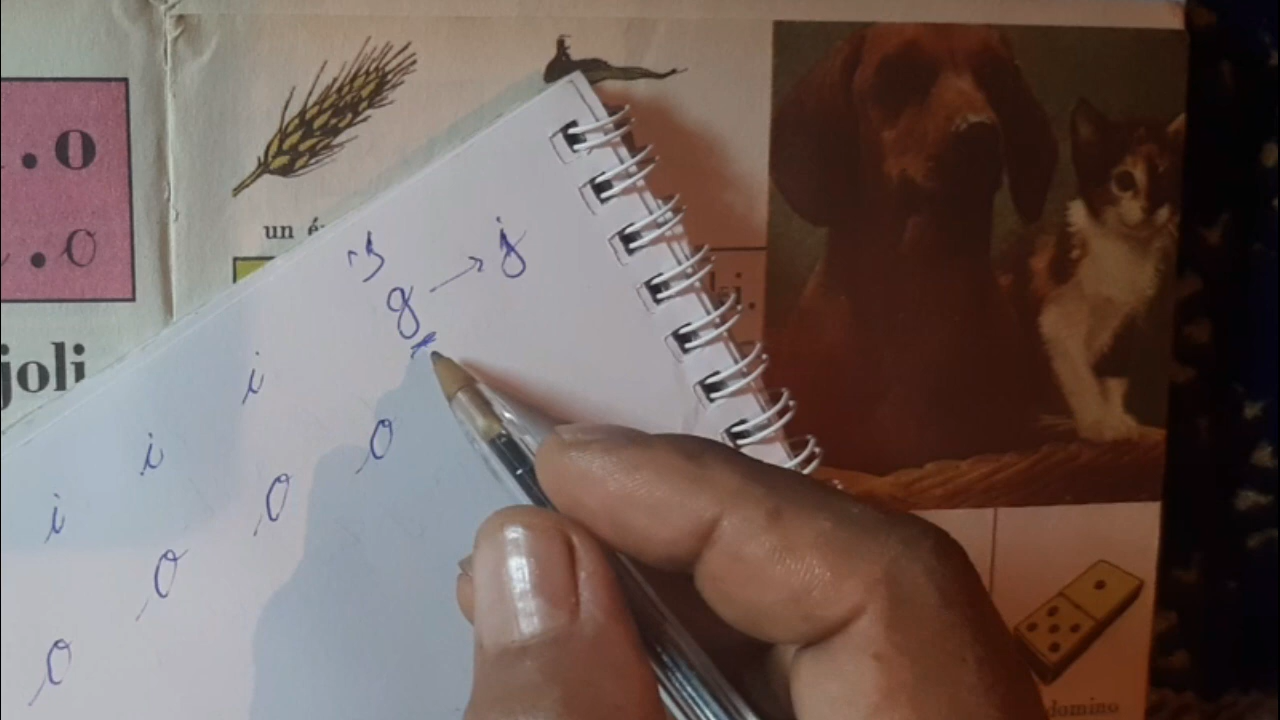 .o
.o
un é
joli
g → j
i i i
o o o o
domino